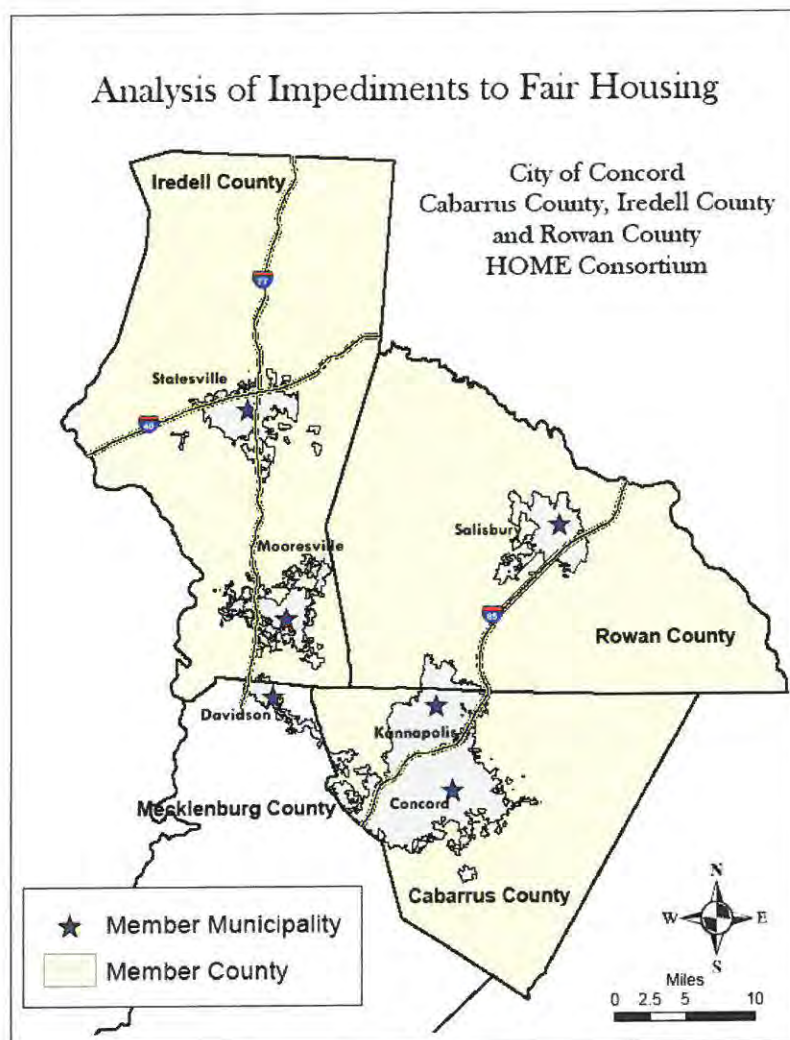 Analysis of Impediments to Fair Housing
City of Concord
Cabarrus County, Iredell County
and Rowan County
HOME Consortium
Iredell County
77
Statesville
40
Mooresville
Salisbury
85
Rowan County
Davidson
Kannapolis
Mecklenburg County
Concord
Cabarrus County
Member Municipality
Member County
N
W E
S
Miles
0 2.5 5 10